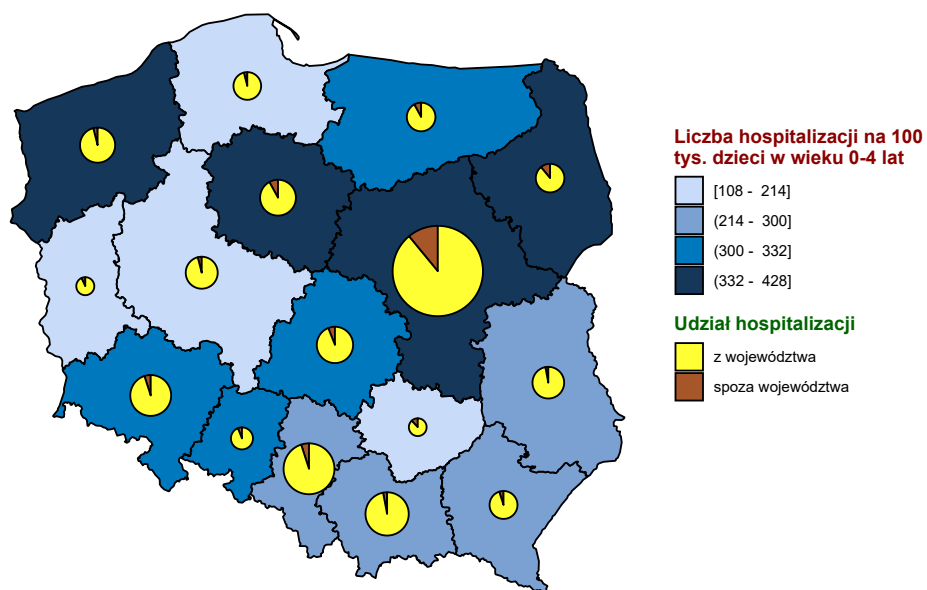 Liczba hospitalizacji na 100
tys. dzieci w wieku 0-4 lat
[108 - 214]
(214 - 300]
(300 - 332]
(332 - 428]
Udział hospitalizacji
z województwa
spoza województwa